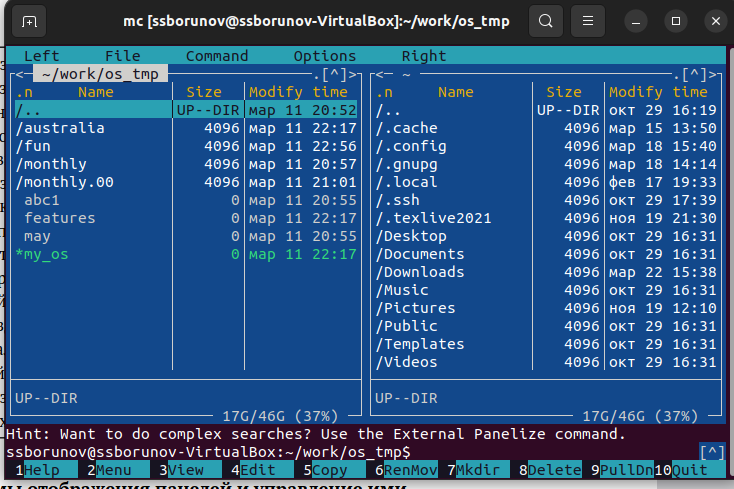 mc [ssborunov@ssborunov-VirtualBox]:~/work/os_tmp
Left File Command Options Right
<─ ~/work/os_tmp ─.[^]> <─ ~ ─.[^]>
.n Name Size Modify time .n Name Size Modify time
/.. UP--DIR мар 11 20:52 /.. UP--DIR окт 29 16:19
/australia 4096 мар 11 22:17 /.cache 4096 мар 15 13:50
/fun 4096 мар 11 22:56 /.config 4096 мар 18 15:40
/monthly 4096 мар 11 20:57 /.gnupg 4096 мар 18 14:14
/monthly.00 4096 мар 11 21:01 /.local 4096 фев 17 19:33
abc1 0 мар 11 20:55 /.ssh 4096 окт 29 17:39
features 0 мар 11 22:17 /.texlive2021 4096 ноя 19 21:30
may 0 мар 11 20:55 /Desktop 4096 окт 29 16:31
*my_os 0 мар 11 22:17 /Documents 4096 окт 29 16:31
/Downloads 4096 мар 22 15:38
/Music 4096 окт 29 16:31
/Pictures 4096 ноя 19 12:10
/Public 4096 окт 29 16:31
/Templates 4096 окт 29 16:31
/Videos 4096 окт 29 16:31
UP--DIR UP--DIR
17G/46G (37%) 17G/46G (37%)
Hint: Want to do complex searches? Use the External Panelize command.
ssborunov@ssborunov-VirtualBox:~/work/os_tmp$ [^]
1Help 2Menu 3View 4Edit 5Copy 6RenMov 7Mkdir 8Delete 9PullDn 10Quit
отображения панелей и управление ими